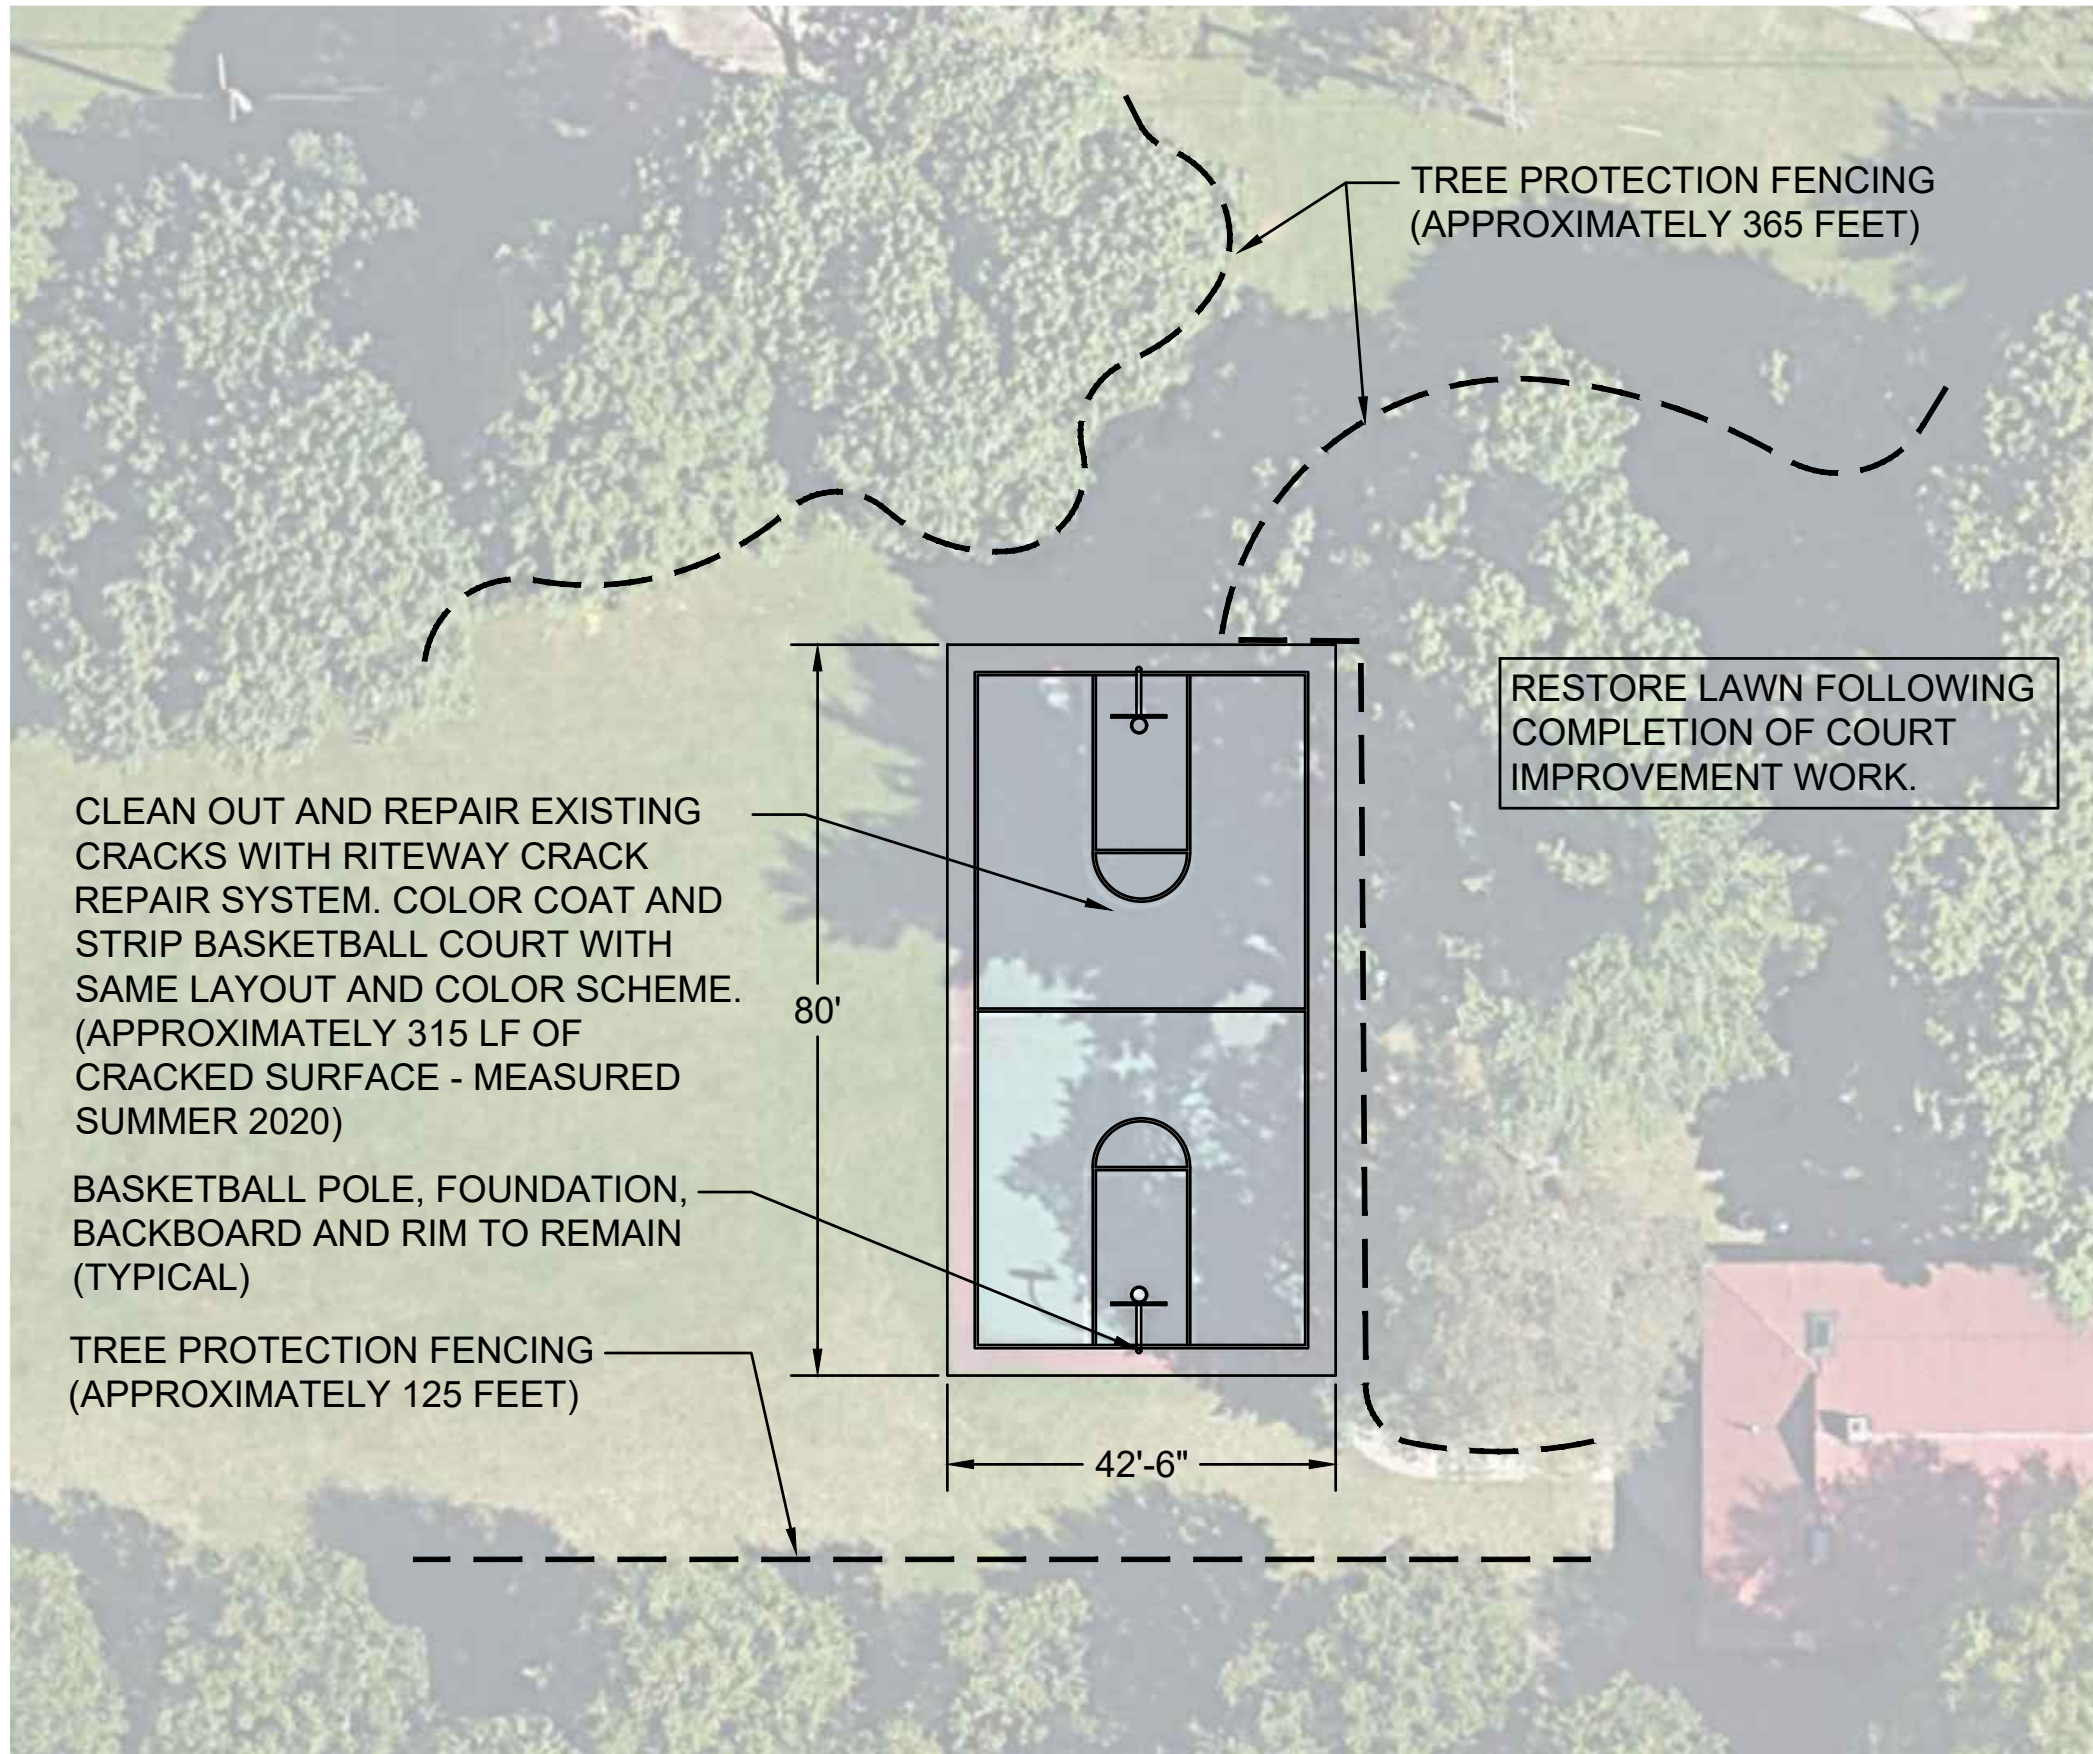 TREE PROTECTION FENCING
(APPROXIMATELY 365 FEET)
RESTORE LAWN FOLLOWING
COMPLETION OF COURT
IMPROVEMENT WORK.
CLEAN OUT AND REPAIR EXISTING
CRACKS WITH RITEWAY CRACK
REPAIR SYSTEM. COLOR COAT AND
STRIP BASKETBALL COURT WITH
SAME LAYOUT AND COLOR SCHEME.
(APPROXIMATELY 315 LF OF
CRACKED SURFACE - MEASURED
SUMMER 2020)
80'
BASKETBALL POLE, FOUNDATION,
BACKBOARD AND RIM TO REMAIN
(TYPICAL)
TREE PROTECTION FENCING
(APPROXIMATELY 125 FEET)
42'-6"